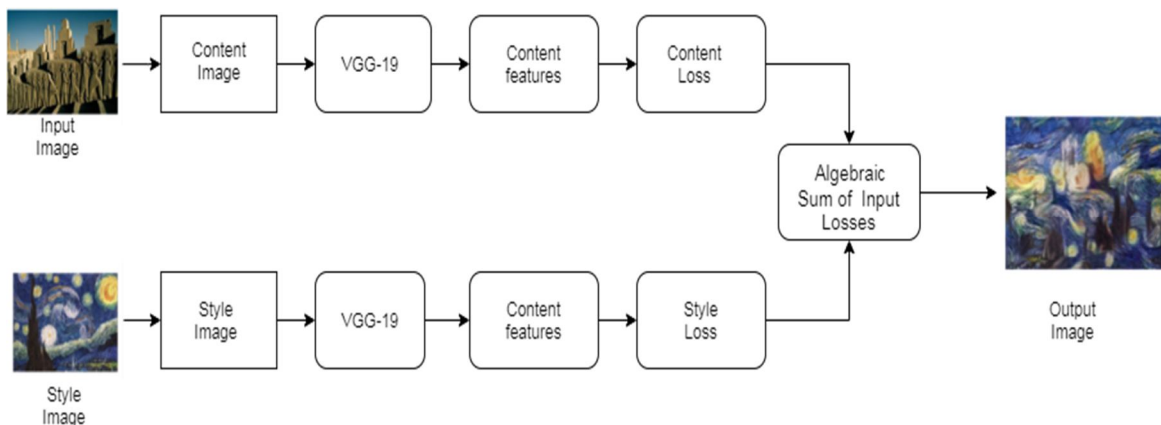 Input
Image
Content
Image
VGG-19
Content
features
Content
Loss
Algebraic
Sum of Input
Losses
Output
Image
Style
Image
Style
Image
VGG-19
Content
features
Style
Loss